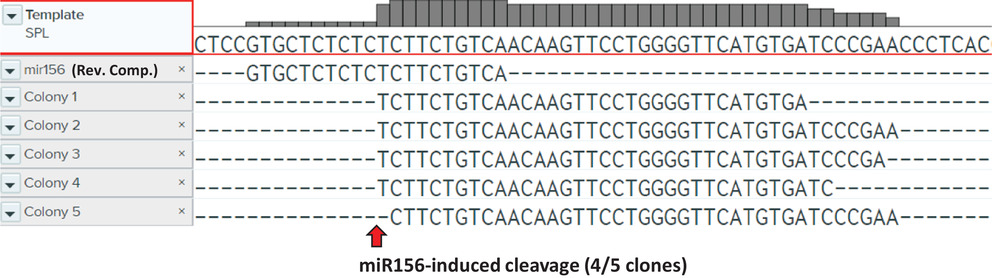 Template
SPL
CTCCGTGCTCTCTCTCTTCTGTCAACAAGTTCCTGGGGTTCATGTGATCCCGAACCCTCAC
mir156 (Rev. Comp.) × ----GTGCTCTCTCTCTTCTGTCA-------------------------------------
Colony 1 × --------------TCTTCTGTCAACAAGTTCCTGGGGTTCATGTGA--------------
Colony 2 × --------------TCTTCTGTCAACAAGTTCCTGGGGTTCATGTGATCCCGAA-------
Colony 3 × --------------TCTTCTGTCAACAAGTTCCTGGGGTTCATGTGATCCCGA--------
Colony 4 × --------------TCTTCTGTCAACAAGTTCCTGGGGTTCATGTGATC------------
Colony 5 × ---------------CTTCTGTCAACAAGTTCCTGGGGTTCATGTGATCCCGAA-------
miR156-induced cleavage (4/5 clones)